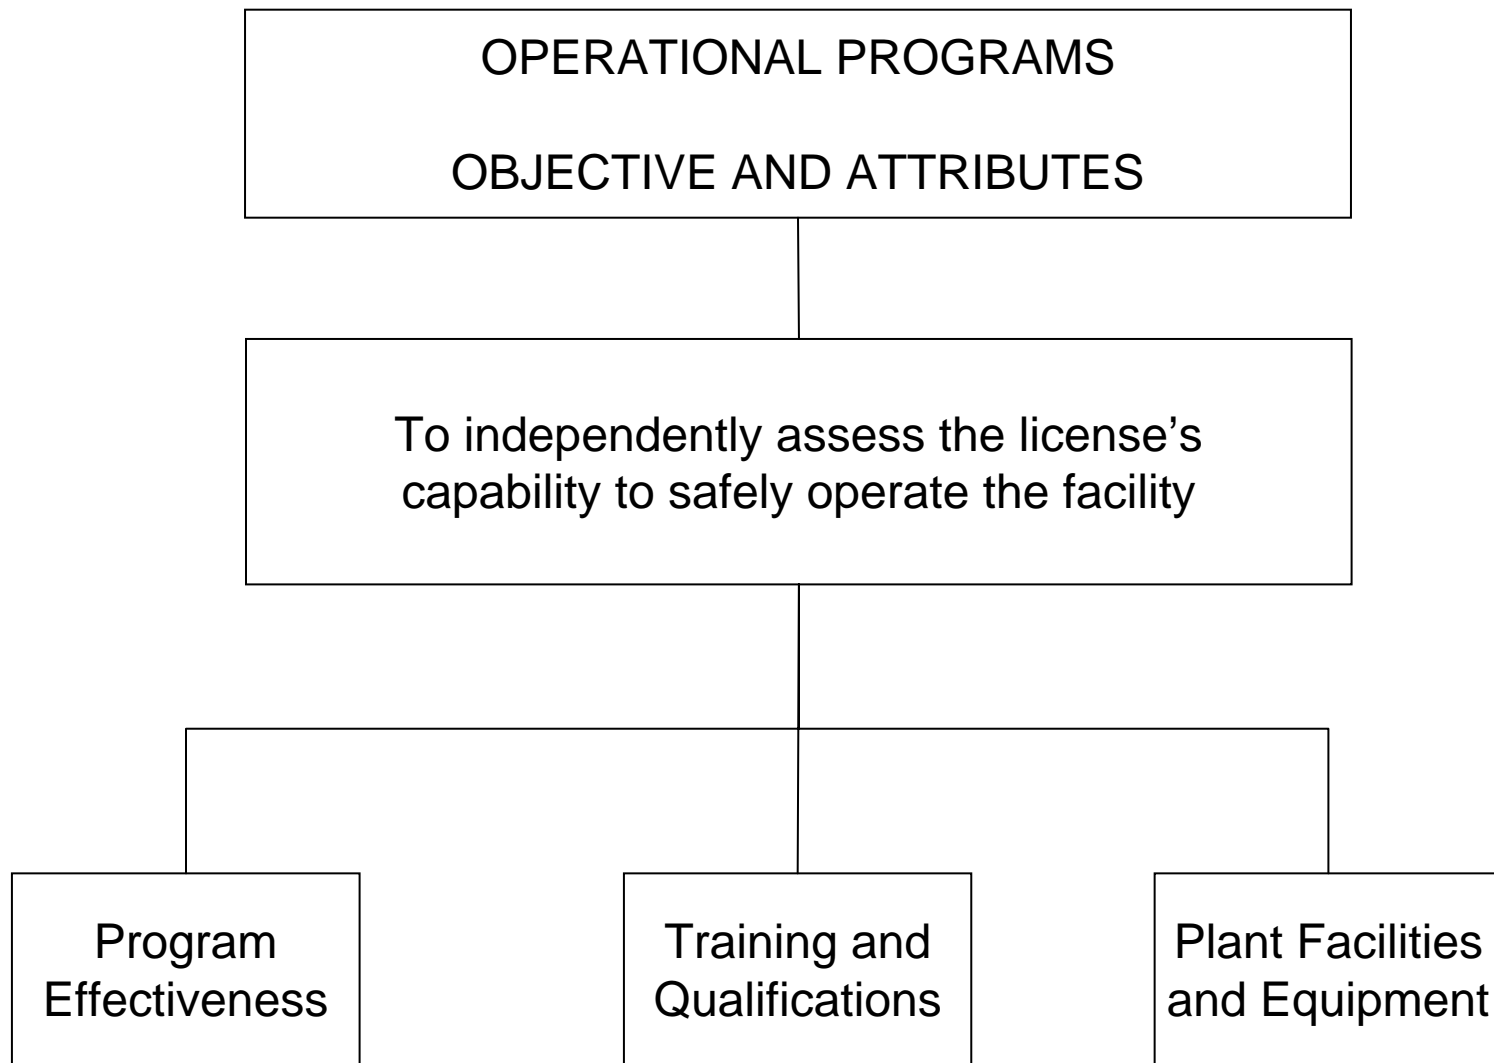 OPERATIONAL PROGRAMS
OBJECTIVE AND ATTRIBUTES
To independently assess the license’s
capability to safely operate the facility
Program
Effectiveness
Training and
Qualifications
Plant Facilities
and Equipment